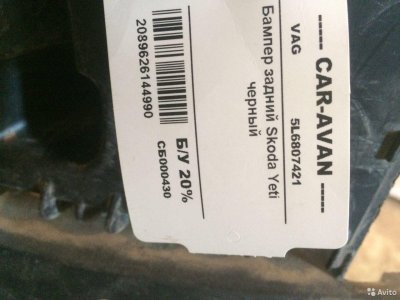 ----- CAR-AVAN -----
VAG 5L6807421
Бампер задний Skoda Yeti
черный
Б/У 20%
СБ000430
2089626144990
Avito